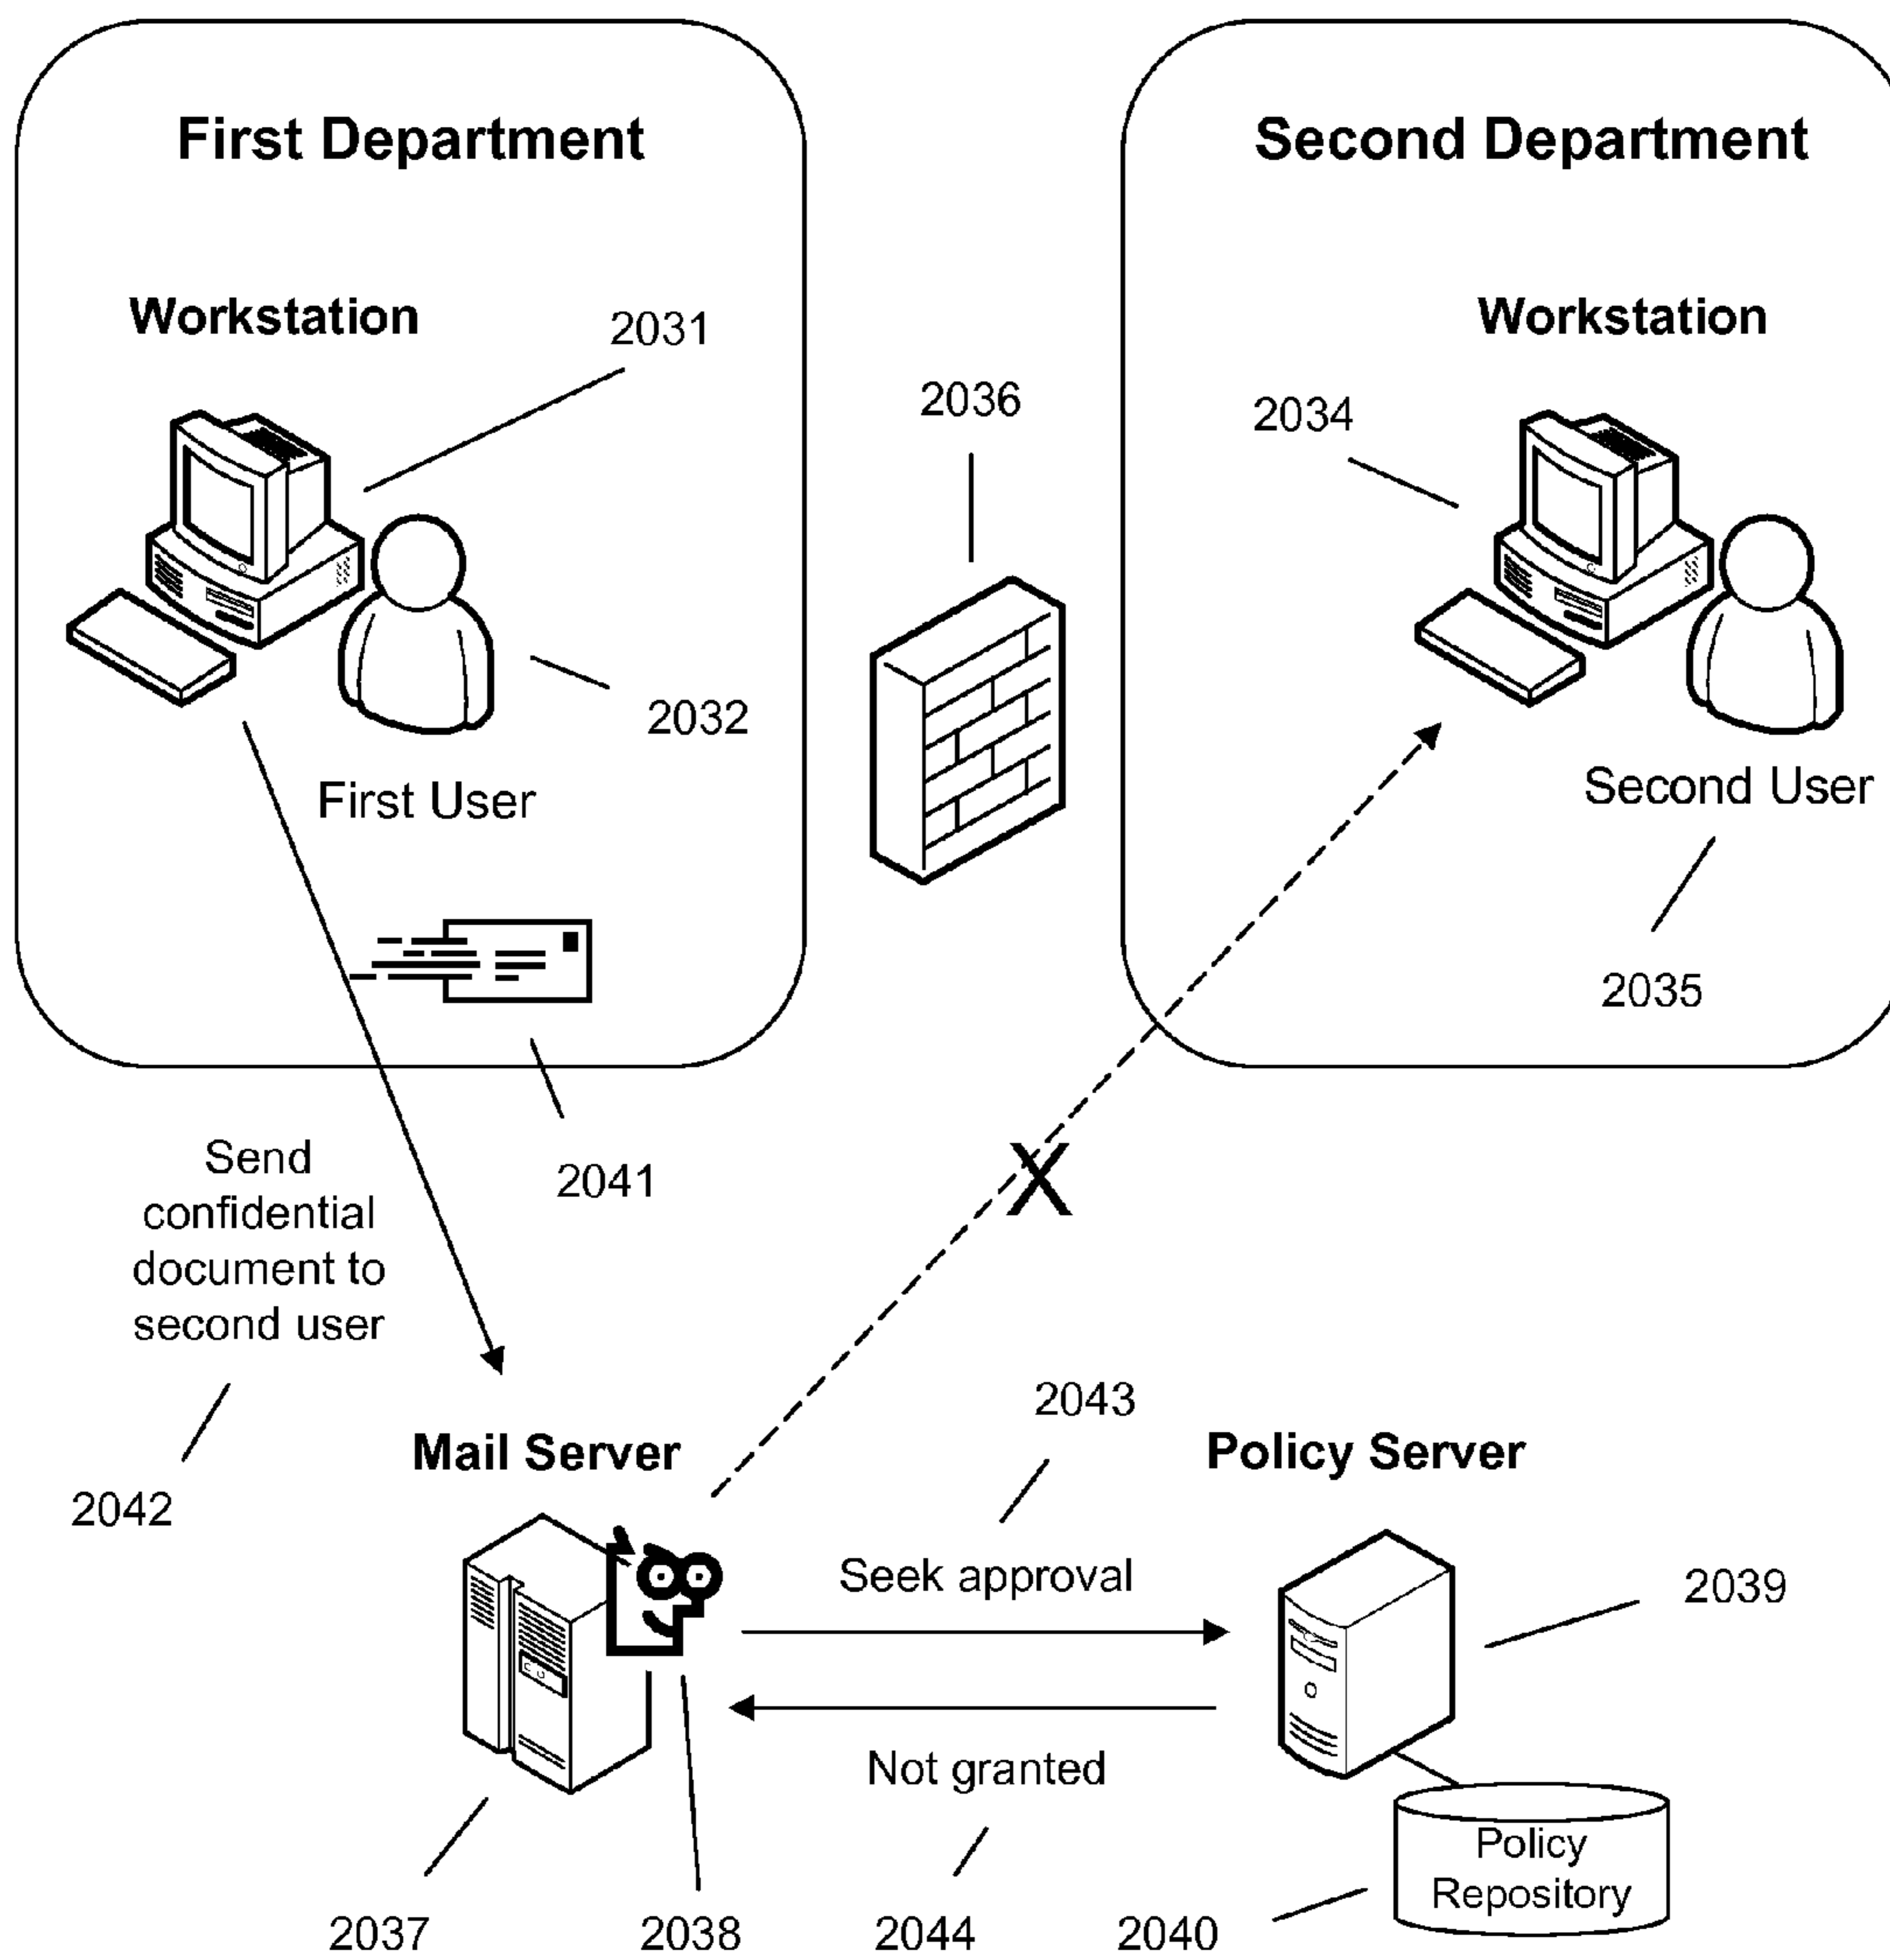 First Department
Second Department
Workstation
2031
Workstation
2036
2034
2032
First User
Second User
2035
2041
Send
confidential
document to
second user
X
2042
2043
Mail Server
Policy Server
Seek approval
2039
Not granted
Policy
Repository
2037
2038
2044
2040